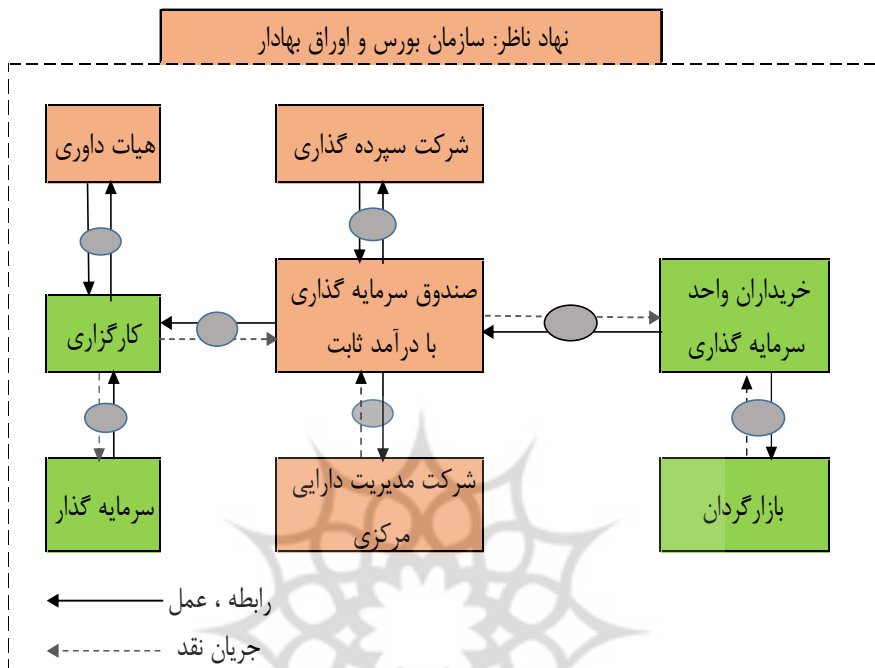 نهاد ناظر: سازمان بورس و اوراق بهادار
هیات داوری
شرکت سپرده گذاری
خریداران واحد
سرمایه گذاری
صندوق سرمایه گذاری
با درآمد ثابت
کارگزاری
بازارگردان
شرکت مدیریت دارایی
مرکزی
سرمایه گذار
رابطه ، عمل
جریان نقد